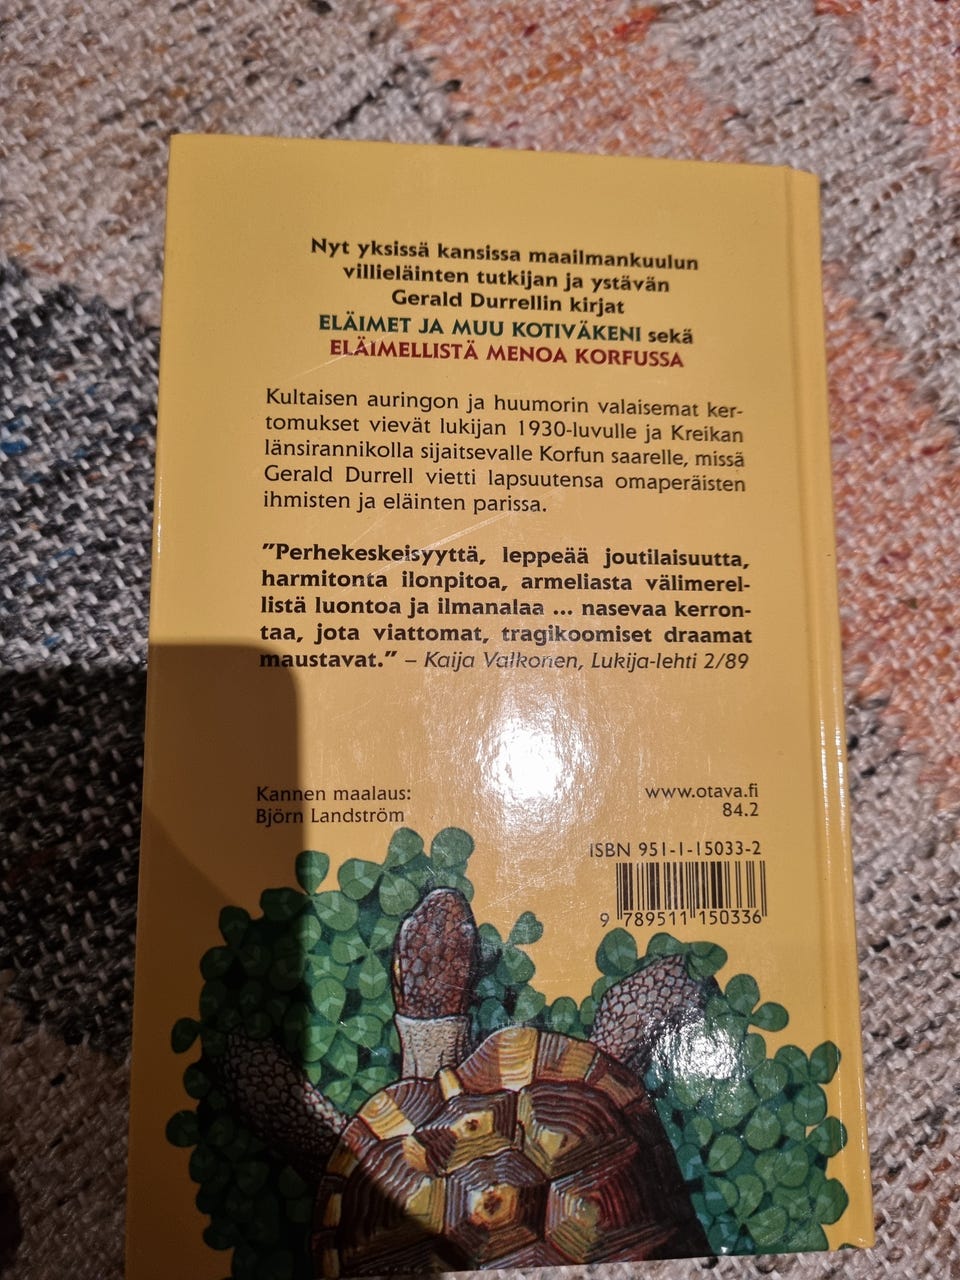 Nyt yksissä kansissa maailmankuulun
villieläinten tutkijan ja ystävän
Gerald Durrellin kirjat
ELÄIMET JA MUU KOTIVÄKENI sekä
ELÄIMELLISTÄ MENOA KORFUSSA
Kultaisen auringon ja huumorin valaisemat ker-
tomukset vievät lukijan 1930-luvulle ja Kreikan
länsirannikolla sijaitsevalle Korfun saarelle, missä
Gerald Durrell vietti lapsuutensa omaperäisten
ihmisten ja eläinten parissa.
”Perhekeskeisyyttä, leppeää joutilaisuutta,
harmitonta ilonpitoa, armeliasta välimerel-
listä luontoa ja ilmanalaa ... nasevaa kerron-
taa, jota viattomat, tragikoomiset draamat
maustavat.” – Kaija Valkonen, Lukija-lehti 2/89
Kannen maalaus:
Björn Landström
www.otava.fi
84.2
ISBN 951-1-15033-2
9 789511 150336